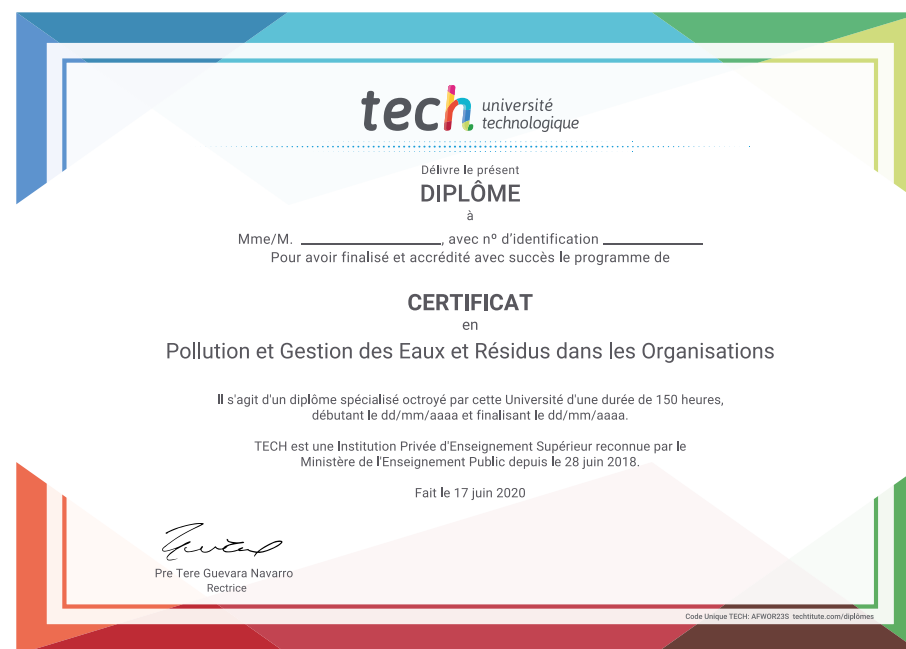 tech université
technologique
Délivre le présent
DIPLÔME
à
Mme/M. ____________________, avec nº d'identification ______________
Pour avoir finalisé et accrédité avec succès le programme de
CERTIFICAT
en
Pollution et Gestion des Eaux et Résidus dans les Organisations
Il s'agit d'un diplôme spécialisé octroyé par cette Université d'une durée de 150 heures,
débutant le dd/mm/aaaa et finalisant le dd/mm/aaaa.
TECH est une Institution Privée d'Enseignement Supérieur reconnue par le
Ministère de l'Enseignement Public depuis le 28 juin 2018.
Fait le 17 juin 2020
Pre Tere Guevara Navarro
Rectrice
Code Unique TECH: AFWOR23S techtitute.com/diplômes